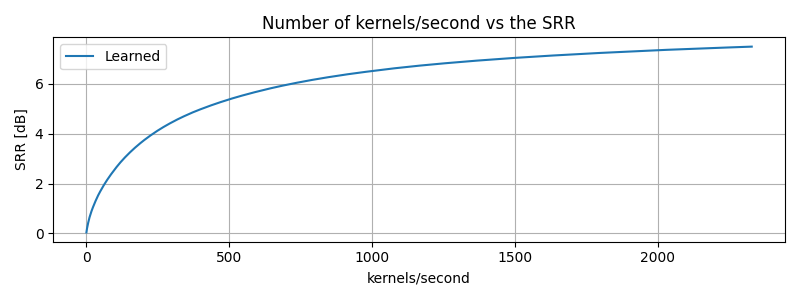 Number of kernels/second vs the SRR
Learned
SRR [dB]
6
4
2
0
0 500 1000 1500 2000
kernels/second